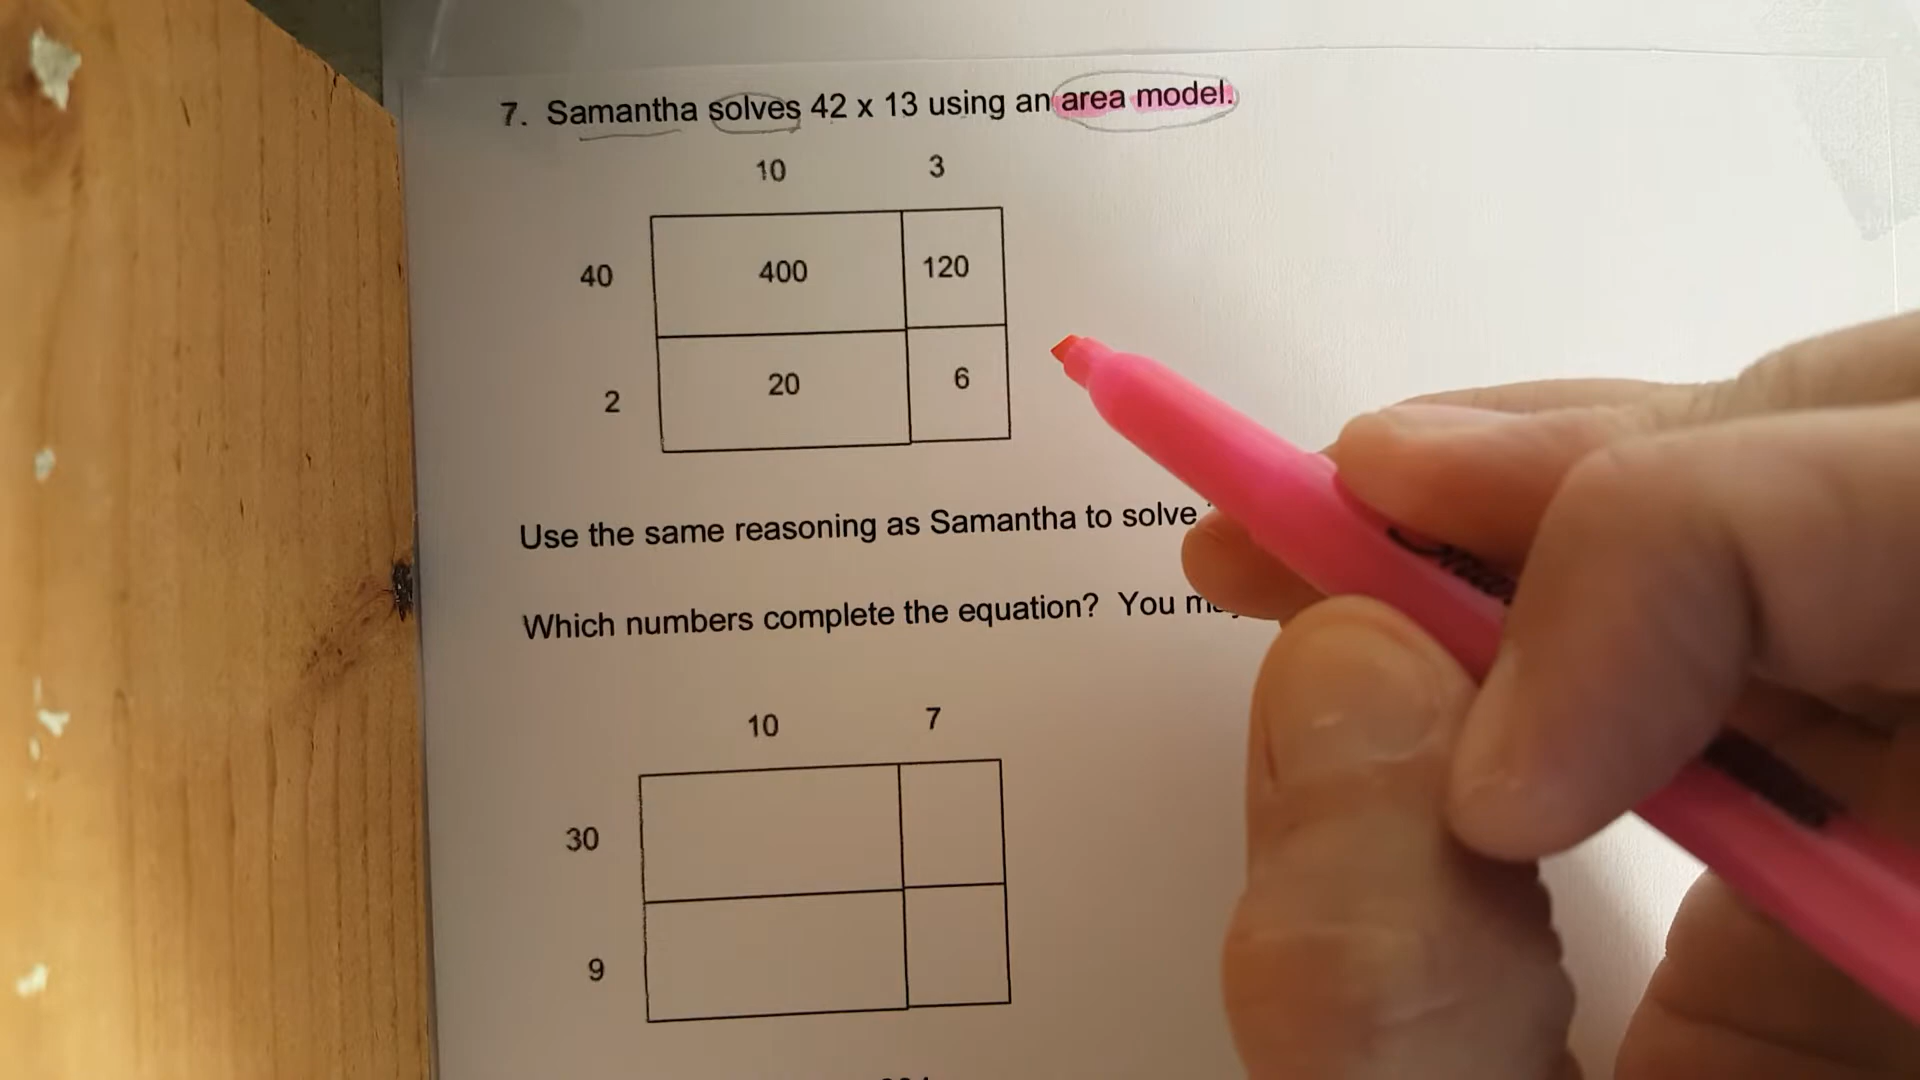 7. Samantha solves 42 x 13 using an area model.
10 3
40 400 120
2 20 6
Use the same reasoning as Samantha to solve
Which numbers complete the equation? You
10 7
30
9